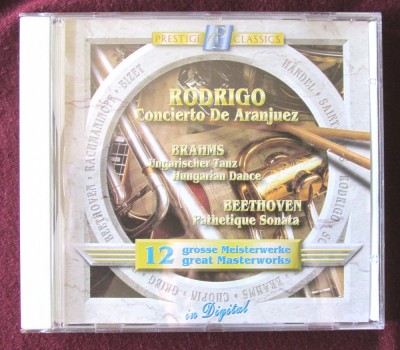 PRESTIGE CLASSICS
RODRIGO
Concierto De Aranjuez
BRAHMS
Ungarischer Tanz
Hungarian Dance
BEETHOVEN
Pathetique Sonata
12 grosse Meisterwerke
great Masterworks
in Digital
BEETHOVEN · RACHMANINOFF · BIZET
HÄNDEL · SAINT
RODRIGO
BRAHMS · CHOPIN · GRIEG